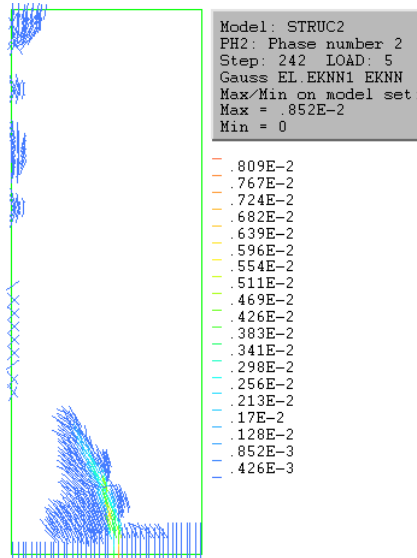 Model: STRUC2
PH2: Phase number 2
Step: 242 LOAD: 5
Gauss EL.EKNN1 EKNN
Max/Min on model set
Max = .852E-2
Min = 0
.809E-2
.767E-2
.724E-2
.682E-2
.639E-2
.596E-2
.554E-2
.511E-2
.469E-2
.426E-2
.383E-2
.341E-2
.298E-2
.256E-2
.213E-2
.17E-2
.128E-2
.852E-3
.426E-3